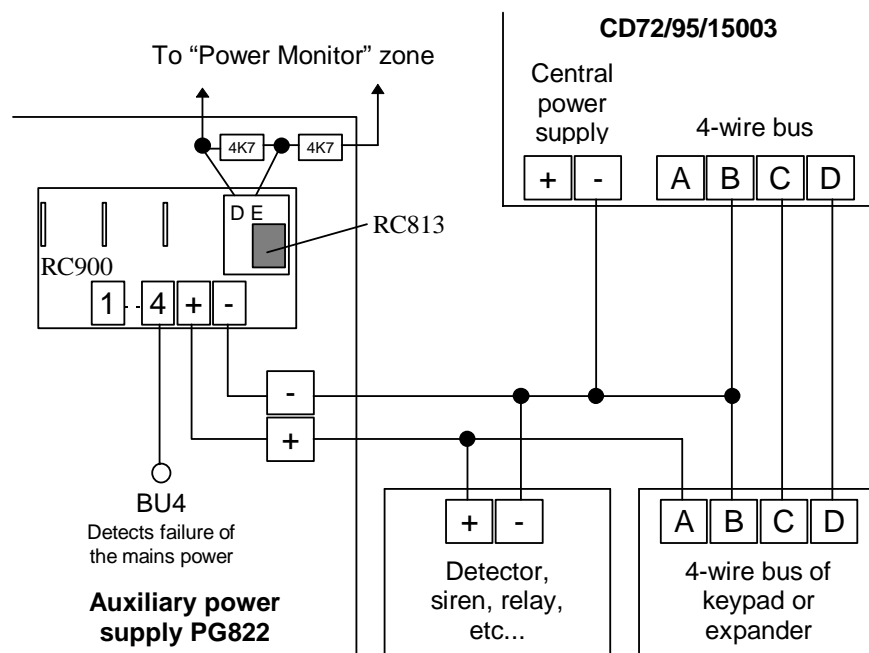 To “Power Monitor” zone
4K7
4K7
D E
RC813
RC900
1
4
+
-
-
+
BU4
Detects failure of
the mains power
Auxiliary power
supply PG822
CD72/95/15003
Central
power
supply
4-wire bus
+
-
A
B
C
D
+
-
Detector,
siren, relay,
etc...
A
B
C
D
4-wire bus of
keypad or
expander